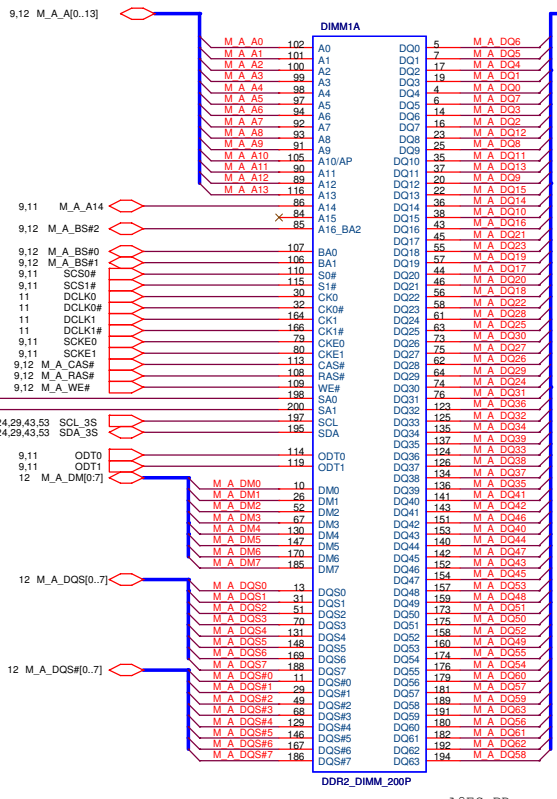 9,12 M_A_A[0..13]
DIMM1A
M_A_A0 102 A0 DQ0 5 M_A_DQ6
M_A_A1 101 A1 DQ1 7 M_A_DQ5
M_A_A2 100 A2 DQ2 17 M_A_DQ4
M_A_A3 99 A3 DQ3 19 M_A_DQ1
M_A_A4 98 A4 DQ4 4 M_A_DQ0
M_A_A5 97 A5 DQ5 6 M_A_DQ7
M_A_A6 94 A6 DQ6 14 M_A_DQ3
M_A_A7 92 A7 DQ7 16 M_A_DQ2
M_A_A8 93 A8 DQ8 23 M_A_DQ12
M_A_A9 91 A9 DQ9 25 M_A_DQ8
M_A_A10 105 A10/AP DQ10 35 M_A_DQ11
M_A_A11 90 A11 DQ11 37 M_A_DQ13
M_A_A12 89 A12 DQ12 20 M_A_DQ9
M_A_A13 116 A13 DQ13 22 M_A_DQ15
9,11 M_A_A14 86 A14 DQ14 36 M_A_DQ14
84 A15 DQ15 38 M_A_DQ10
9,12 M_A_BS#2 85 A16_BA2 DQ16 43 M_A_DQ16
DQ17 45 M_A_DQ21
9,12 M_A_BS#0 107 BA0 DQ18 55 M_A_DQ23
9,12 M_A_BS#1 106 BA1 DQ19 57 M_A_DQ19
9,11 SCS0# 110 S0# DQ20 44 M_A_DQ17
9,11 SCS1# 115 S1# DQ21 46 M_A_DQ20
11 DCLK0 30 CK0 DQ22 56 M_A_DQ18
11 DCLK0# 32 CK0# DQ23 58 M_A_DQ22
11 DCLK1 164 CK1 DQ24 61 M_A_DQ28
11 DCLK1# 166 CK1# DQ25 63 M_A_DQ25
9,11 SCKE0 79 CKE0 DQ26 73 M_A_DQ30
9,11 SCKE1 80 CKE1 DQ27 75 M_A_DQ27
9,12 M_A_CAS# 113 CAS# DQ28 62 M_A_DQ26
9,12 M_A_RAS# 108 RAS# DQ29 64 M_A_DQ29
9,12 M_A_WE# 109 WE# DQ30 74 M_A_DQ24
198 SA0 DQ31 76 M_A_DQ31
200 SA1 DQ32 123 M_A_DQ36
24,29,43,53 SCL_3S 197 SCL DQ33 125 M_A_DQ32
24,29,43,53 SDA_3S 195 SDA DQ34 135 M_A_DQ34
DQ35 137 M_A_DQ39
9,11 ODT0 114 ODT0 DQ36 124 M_A_DQ33
9,11 ODT1 119 ODT1 DQ37 126 M_A_DQ38
12 M_A_DM[0:7] DQ38 134 M_A_DQ37
M_A_DM0 10 DM0 DQ39 136 M_A_DQ35
M_A_DM1 26 DM1 DQ40 141 M_A_DQ41
M_A_DM2 52 DM2 DQ41 143 M_A_DQ42
M_A_DM3 67 DM3 DQ42 151 M_A_DQ46
M_A_DM4 130 DM4 DQ43 153 M_A_DQ40
M_A_DM5 147 DM5 DQ44 140 M_A_DQ44
M_A_DM6 170 DM6 DQ45 142 M_A_DQ47
M_A_DM7 185 DM7 DQ46 152 M_A_DQ43
12 M_A_DQS[0..7] DQ47 154 M_A_DQ45
M_A_DQS0 13 DQS0 DQ48 157 M_A_DQ53
M_A_DQS1 31 DQS1 DQ49 159 M_A_DQ48
M_A_DQS2 51 DQS2 DQ50 173 M_A_DQ51
M_A_DQS3 70 DQS3 DQ51 175 M_A_DQ50
M_A_DQS4 131 DQS4 DQ52 158 M_A_DQ52
M_A_DQS5 148 DQS5 DQ53 160 M_A_DQ49
M_A_DQS6 169 DQS6 DQ54 174 M_A_DQ55
M_A_DQS7 188 DQS7 DQ55 176 M_A_DQ54
12 M_A_DQS#[0..7] M_A_DQS#0 11 DQS#0 DQ56 179 M_A_DQ60
M_A_DQS#1 29 DQS#1 DQ57 181 M_A_DQ57
M_A_DQS#2 49 DQS#2 DQ58 189 M_A_DQ59
M_A_DQS#3 68 DQS#3 DQ59 191 M_A_DQ63
M_A_DQS#4 129 DQS#4 DQ60 180 M_A_DQ56
M_A_DQS#5 146 DQS#5 DQ61 182 M_A_DQ61
M_A_DQS#6 167 DQS#6 DQ62 192 M_A_DQ62
M_A_DQS#7 186 DQS#7 DQ63 194 M_A_DQ58
DDR2_DIMM_200P